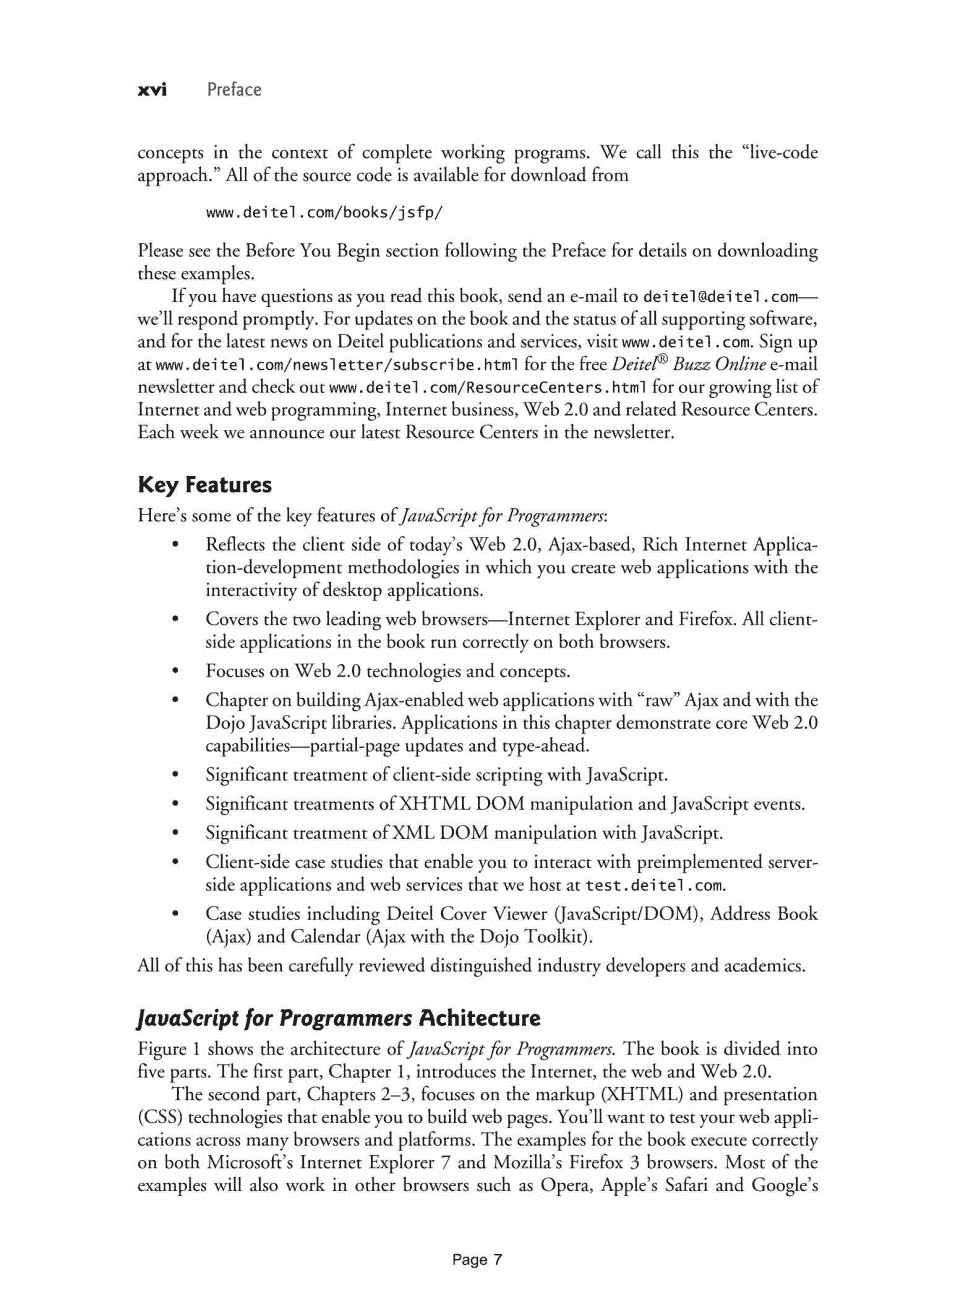 xvi Preface
concepts in the context of complete working programs. We call this the “live-code
approach.” All of the source code is available for download from
www.deitel.com/books/jsfp/
Please see the Before You Begin section following the Preface for details on downloading
these examples.
If you have questions as you read this book, send an e-mail to deitel@deitel.com—
we’ll respond promptly. For updates on the book and the status of all supporting software,
and for the latest news on Deitel publications and services, visit www.deitel.com. Sign up
at www.deitel.com/newsletter/subscribe.html for the free Deitel® Buzz Online e-mail
newsletter and check out www.deitel.com/ResourceCenters.html for our growing list of
Internet and web programming, Internet business, Web 2.0 and related Resource Centers.
Each week we announce our latest Resource Centers in the newsletter.
Key Features
Here’s some of the key features of JavaScript for Programmers:
• Reflects the client side of today’s Web 2.0, Ajax-based, Rich Internet Applica-
tion-development methodologies in which you create web applications with the
interactivity of desktop applications.
• Covers the two leading web browsers—Internet Explorer and Firefox. All client-
side applications in the book run correctly on both browsers.
• Focuses on Web 2.0 technologies and concepts.
• Chapter on building Ajax-enabled web applications with “raw” Ajax and with the
Dojo JavaScript libraries. Applications in this chapter demonstrate core Web 2.0
capabilities—partial-page updates and type-ahead.
• Significant treatment of client-side scripting with JavaScript.
• Significant treatments of XHTML DOM manipulation and JavaScript events.
• Significant treatment of XML DOM manipulation with JavaScript.
• Client-side case studies that enable you to interact with preimplemented server-
side applications and web services that we host at test.deitel.com.
• Case studies including Deitel Cover Viewer (JavaScript/DOM), Address Book
(Ajax) and Calendar (Ajax with the Dojo Toolkit).
All of this has been carefully reviewed distinguished industry developers and academics.
JavaScript for Programmers Achitecture
Figure 1 shows the architecture of JavaScript for Programmers. The book is divided into
five parts. The first part, Chapter 1, introduces the Internet, the web and Web 2.0.
The second part, Chapters 2–3, focuses on the markup (XHTML) and presentation
(CSS) technologies that enable you to build web pages. You’ll want to test your web appli-
cations across many browsers and platforms. The examples for the book execute correctly
on both Microsoft’s Internet Explorer 7 and Mozilla’s Firefox 3 browsers. Most of the
examples will also work in other browsers such as Opera, Apple’s Safari and Google’s
Page 7